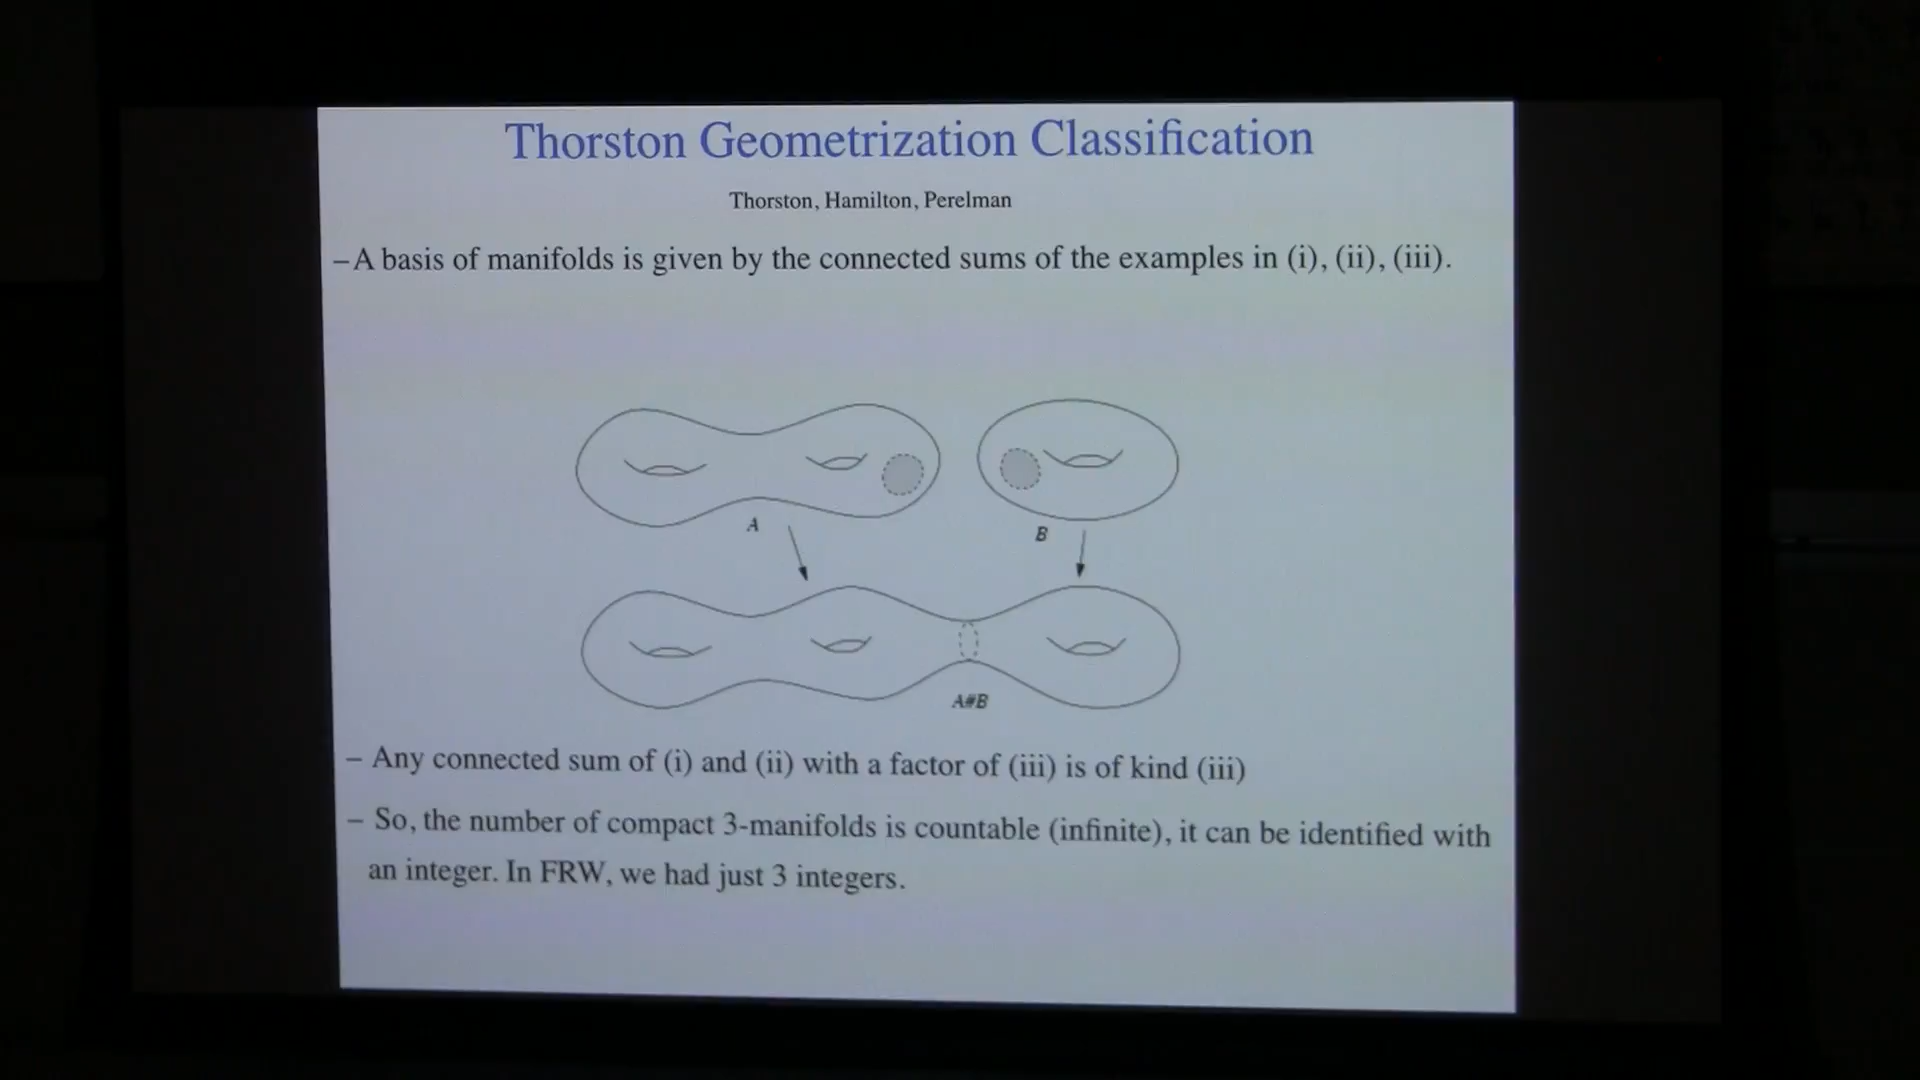 Thorston Geometrization Classification
Thorston, Hamilton, Perelman
–A basis of manifolds is given by the connected sums of the examples in (i), (ii), (iii).
A
B
A#B
– Any connected sum of (i) and (ii) with a factor of (iii) is of kind (iii)
– So, the number of compact 3-manifolds is countable (infinite), it can be identified with
an integer. In FRW, we had just 3 integers.